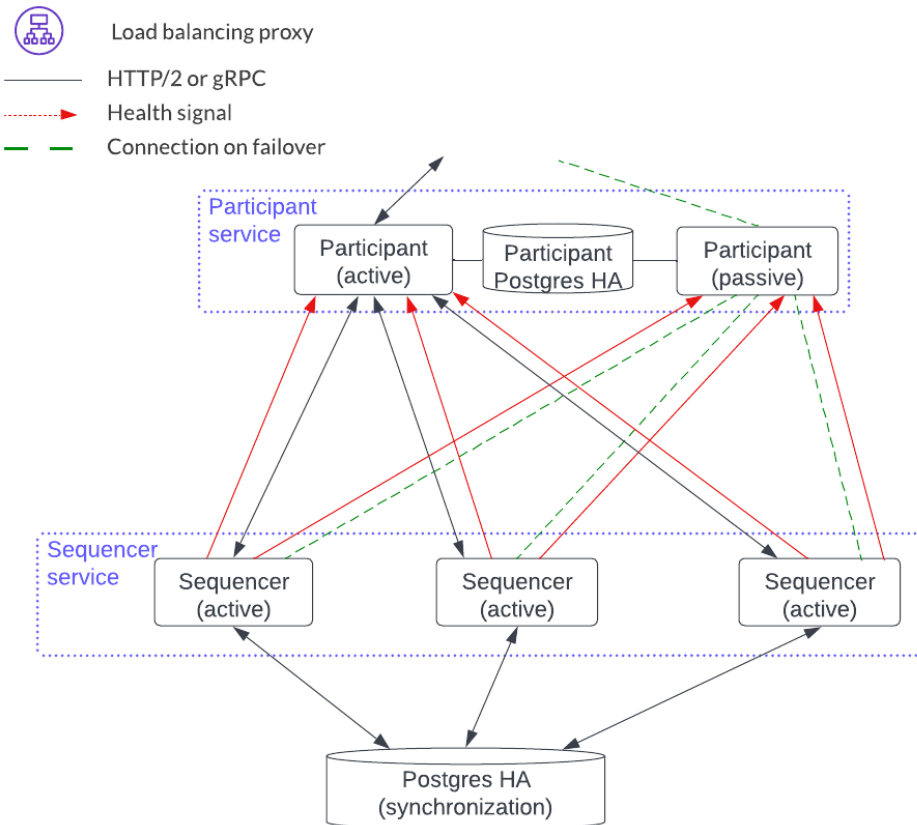 Load balancing proxy
HTTP/2 or gRPC
Health signal
Connection on failover
Participant
service
Participant
(active)
Participant
Postgres HA
Participant
(passive)
Sequencer
service
Sequencer
(active)
Sequencer
(active)
Sequencer
(active)
Postgres HA
(synchronization)